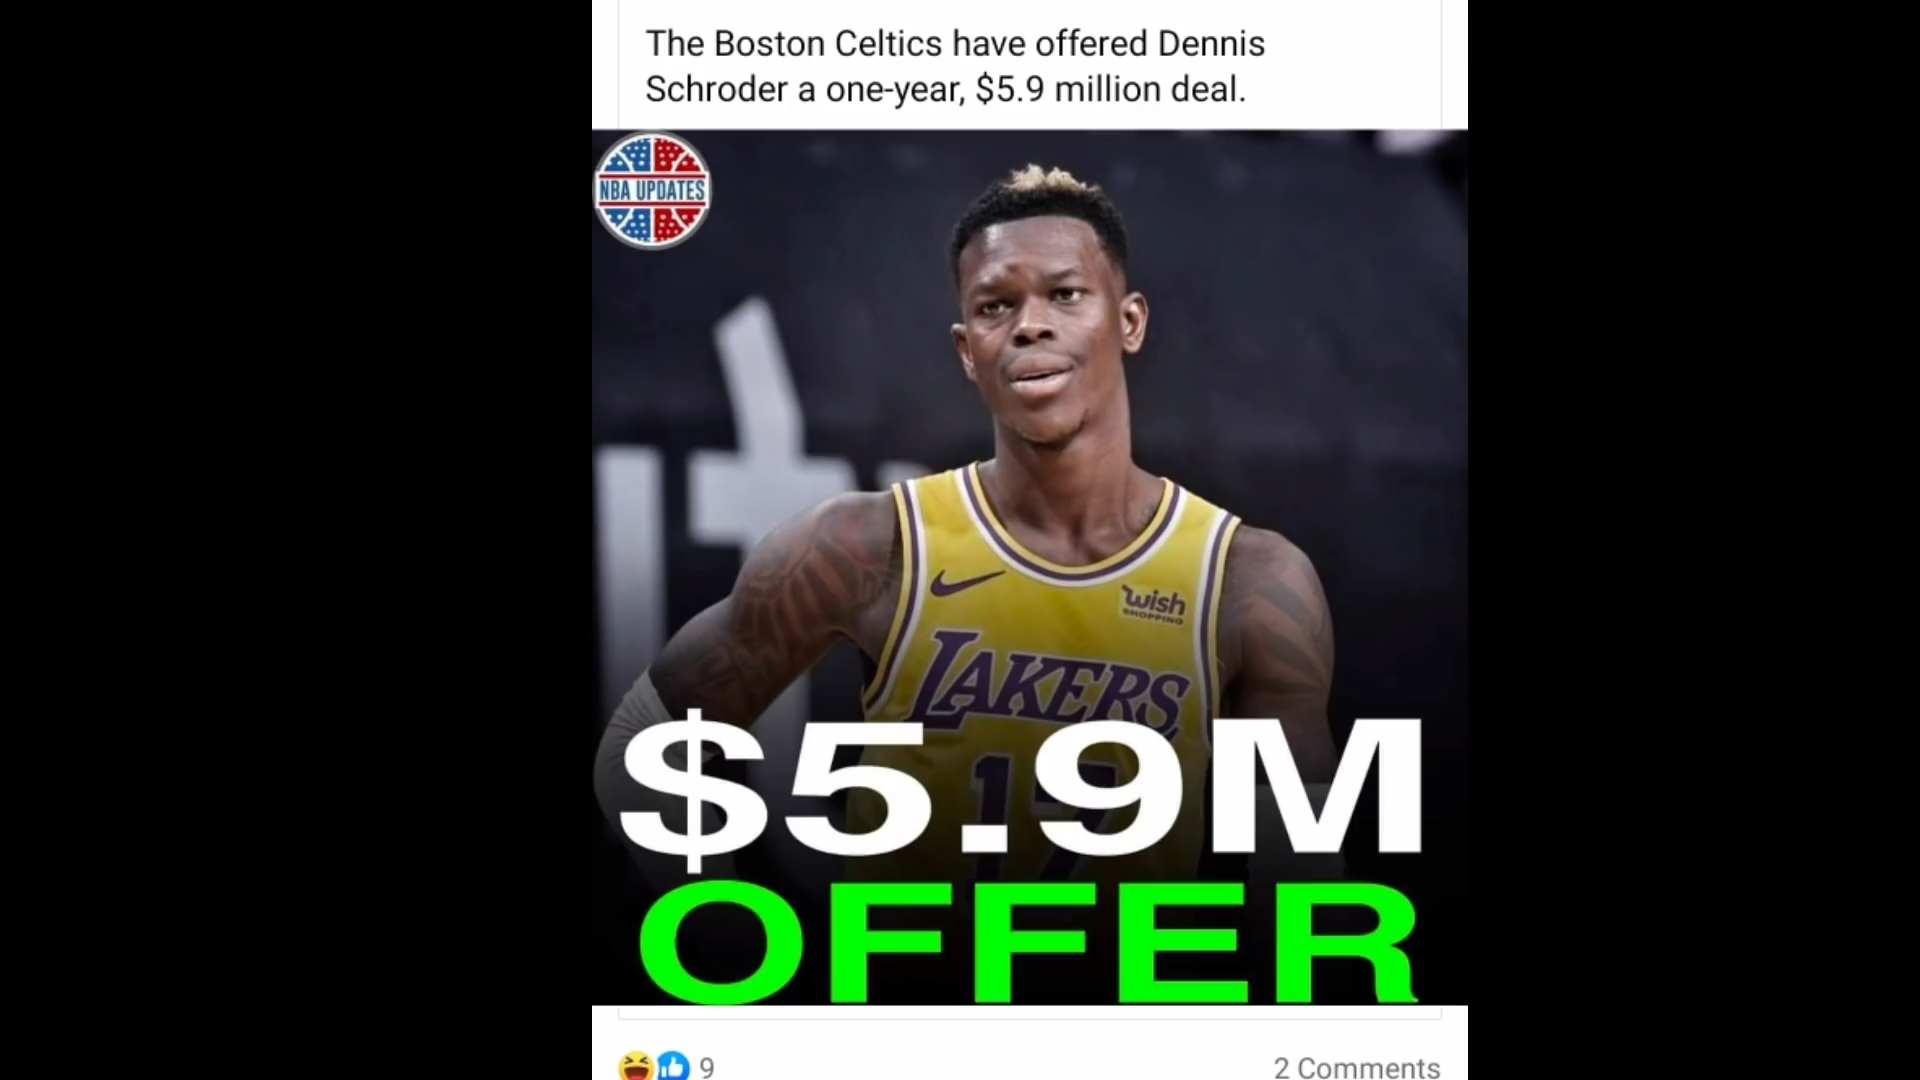 The Boston Celtics have offered Dennis
Schroder a one-year, $5.9 million deal.
NBA UPDATES
wish
SHOPPING
LAKERS
17
$5.9M
OFFER
9
2 Comments